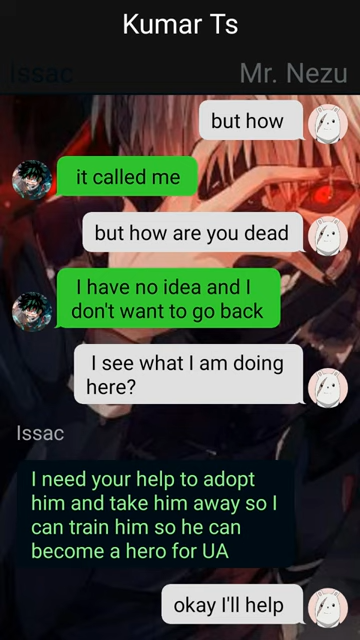 Kumar Ts
Issac
Mr. Nezu
but how
it called me
but how are you dead
I have no idea and I
don't want to go back
I see what I am doing
here?
Issac
I need your help to adopt
him and take him away so I
can train him so he can
become a hero for UA
okay I'll help